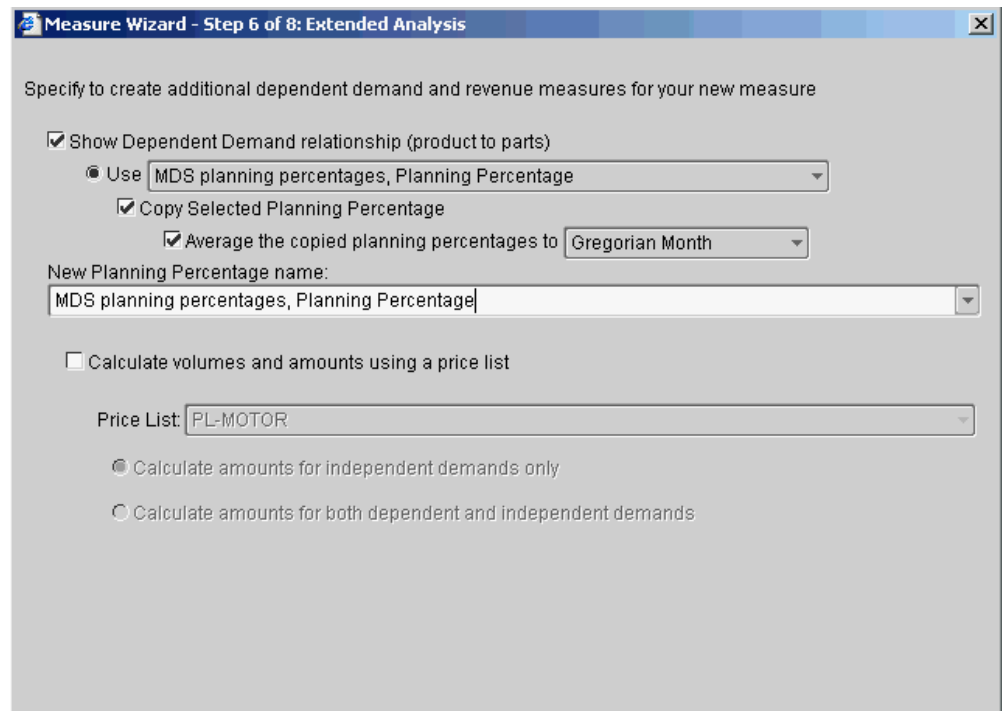 Measure Wizard - Step 6 of 8: Extended Analysis
Specify to create additional dependent demand and revenue measures for your new measure
Show Dependent Demand relationship (product to parts)
Use MDS planning percentages, Planning Percentage
Copy Selected Planning Percentage
Average the copied planning percentages to Gregorian Month
New Planning Percentage name:
MDS planning percentages, Planning Percentage
Calculate volumes and amounts using a price list
Price List: PL-MOTOR
Calculate amounts for independent demands only
Calculate amounts for both dependent and independent demands